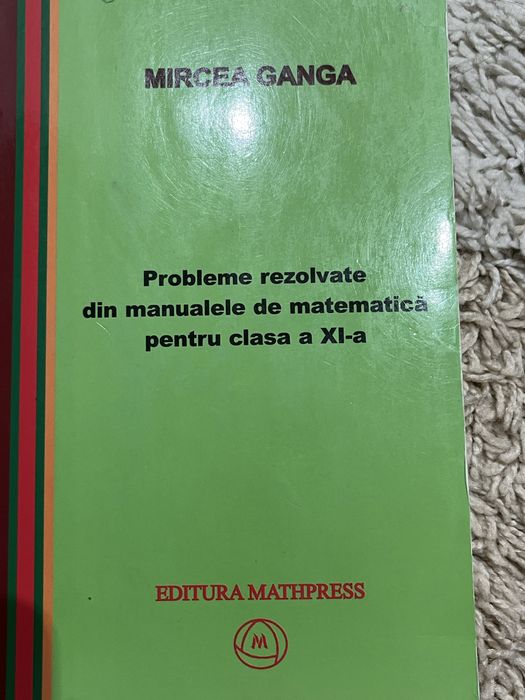 MIRCEA GANGA
Probleme rezolvate
din manualele de matematică
pentru clasa a XI-a
EDITURA MATHPRESS
M